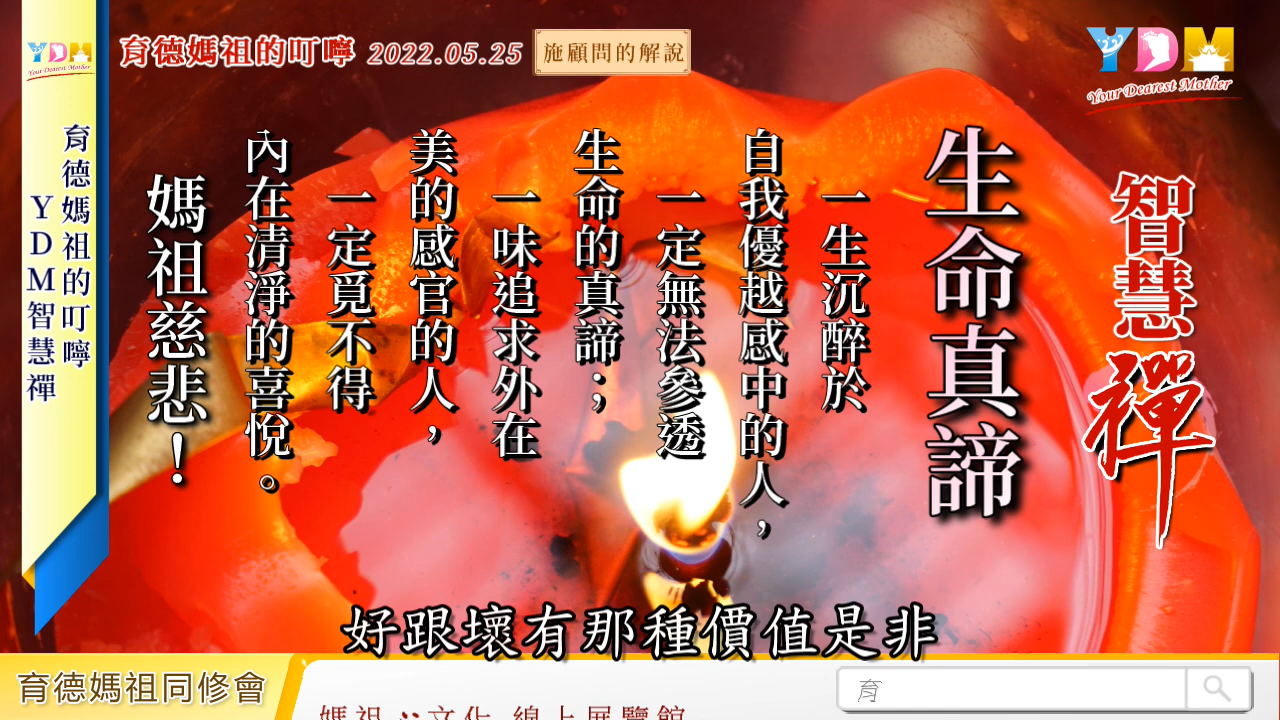 育德媽祖的叮嚀 2022.05.25 施顧問的解說
YDM
Your Dearest Mother
YDM
Your Dearest Mother
育德媽祖的叮嚀
YDM智慧禪
智慧禪
生命真諦
一生沉醉於
自我優越感中的人，
一定無法參透
生命的真諦；
一味追求外在
美的感官的人，
一定覓不得
內在清淨的喜悅。
媽祖慈悲！
好跟壞有那種價值是非
育德媽祖同修會
育